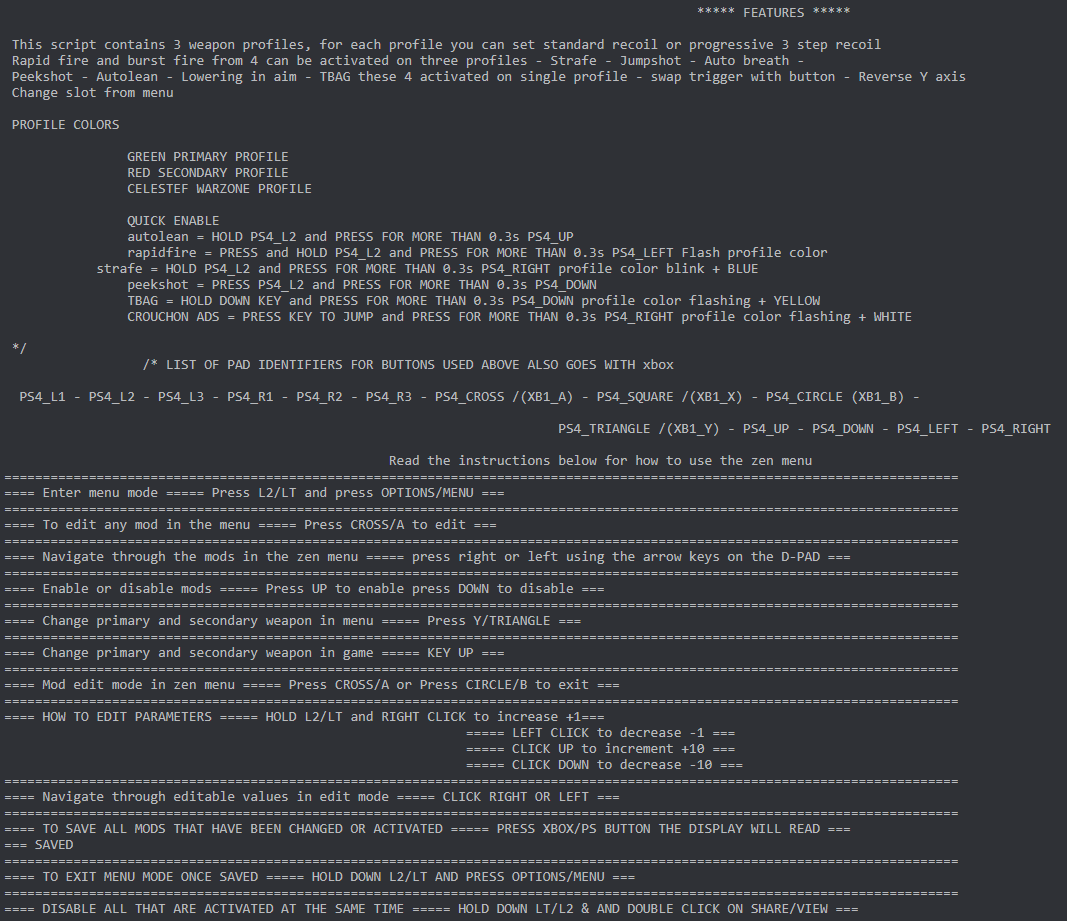 ***** FEATURES *****
This script contains 3 weapon profiles, for each profile you can set standard recoil or progressive 3 step recoil
Rapid fire and burst fire from 4 can be activated on three profiles - Strafe - Jumpshot - Auto breath -
Peekshot - Autolean - Lowering in aim - TBAG these 4 activated on single profile - swap trigger with button - Reverse Y axis
Change slot from menu
PROFILE COLORS
GREEN PRIMARY PROFILE
RED SECONDARY PROFILE
CELESTEF WARZONE PROFILE
QUICK ENABLE
autolean = HOLD PS4_L2 and PRESS FOR MORE THAN 0.3s PS4_UP
rapidfire = PRESS and HOLD PS4_L2 and PRESS FOR MORE THAN 0.3s PS4_LEFT Flash profile color
strafe = HOLD PS4_L2 and PRESS FOR MORE THAN 0.3s PS4_RIGHT profile color blink + BLUE
peekshot = PRESS PS4_L2 and PRESS FOR MORE THAN 0.3s PS4_DOWN
TBAG = HOLD DOWN KEY and PRESS FOR MORE THAN 0.3s PS4_DOWN profile color flashing + YELLOW
CROUCHON ADS = PRESS KEY TO JUMP and PRESS FOR MORE THAN 0.3s PS4_RIGHT profile color flashing + WHITE
*/
/* LIST OF PAD IDENTIFIERS FOR BUTTONS USED ABOVE ALSO GOES WITH xbox
PS4_L1 - PS4_L2 - PS4_L3 - PS4_R1 - PS4_R2 - PS4_R3 - PS4_CROSS /(XB1_A) - PS4_SQUARE /(XB1_X) - PS4_CIRCLE (XB1_B) -
PS4_TRIANGLE /(XB1_Y) - PS4_UP - PS4_DOWN - PS4_LEFT - PS4_RIGHT
Read the instructions below for how to use the zen menu
============================================================================================================================
==== Enter menu mode ===== Press L2/LT and press OPTIONS/MENU ===
============================================================================================================================
==== To edit any mod in the menu ===== Press CROSS/A to edit ===
============================================================================================================================
==== Navigate through the mods in the zen menu ===== press right or left using the arrow keys on the D-PAD ===
============================================================================================================================
==== Enable or disable mods ===== Press UP to enable press DOWN to disable ===
============================================================================================================================
==== Change primary and secondary weapon in menu ===== Press Y/TRIANGLE ===
============================================================================================================================
==== Change primary and secondary weapon in game ===== KEY UP ===
============================================================================================================================
==== Mod edit mode in zen menu ===== Press CROSS/A or Press CIRCLE/B to exit ===
============================================================================================================================
==== HOW TO EDIT PARAMETERS ===== HOLD L2/LT and RIGHT CLICK to increase +1===
===== LEFT CLICK to decrease -1 ===
===== CLICK UP to increment +10 ===
===== CLICK DOWN to decrease -10 ===
============================================================================================================================
==== Navigate through editable values in edit mode ===== CLICK RIGHT OR LEFT ===
============================================================================================================================
==== TO SAVE ALL MODS THAT HAVE BEEN CHANGED OR ACTIVATED ===== PRESS XBOX/PS BUTTON THE DISPLAY WILL READ ===
=== SAVED
============================================================================================================================
==== TO EXIT MENU MODE ONCE SAVED ===== HOLD DOWN L2/LT AND PRESS OPTIONS/MENU ===
============================================================================================================================
==== DISABLE ALL THAT ARE ACTIVATED AT THE SAME TIME ===== HOLD DOWN LT/L2 & AND DOUBLE CLICK ON SHARE/VIEW ===